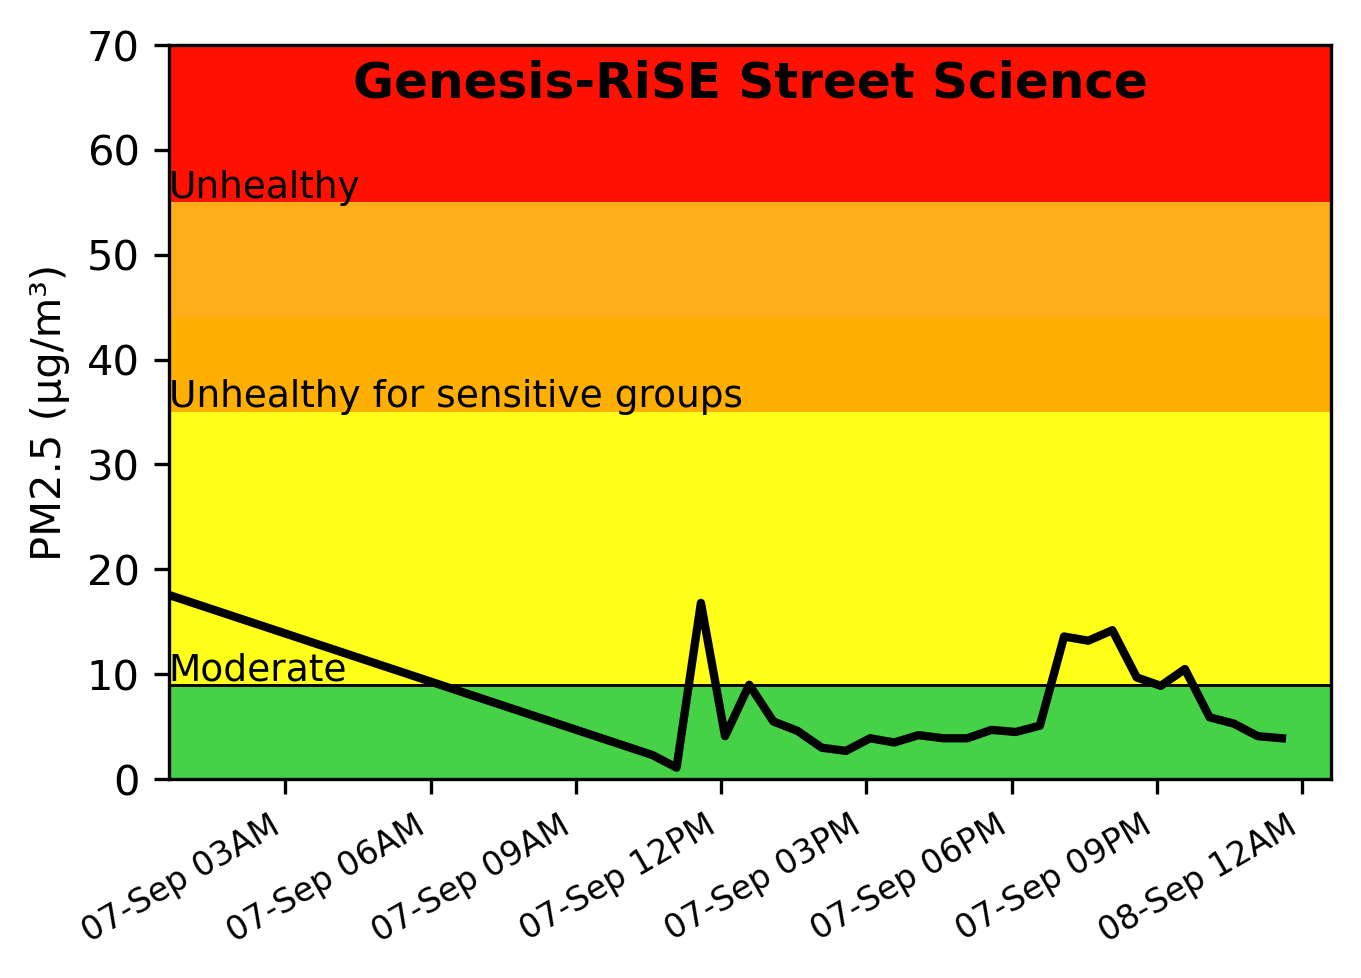 Genesis-RiSE Street Science
PM2.5 (µg/m³)
70
60
50
40
30
20
10
0
Unhealthy
Unhealthy for sensitive groups
Moderate
07-Sep 03AM
07-Sep 06AM
07-Sep 09AM
07-Sep 12PM
07-Sep 03PM
07-Sep 06PM
07-Sep 09PM
08-Sep 12AM